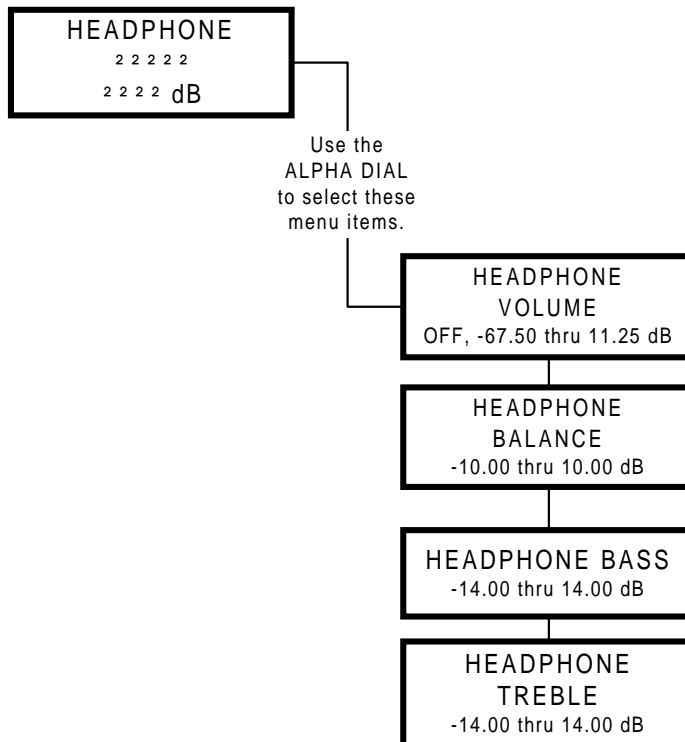 HEADPHONE
² ² ² ² ²
² ² ² ² dB
Use the
ALPHA DIAL
to select these
menu items.
HEADPHONE
VOLUME
OFF, -67.50 thru 11.25 dB
HEADPHONE
BALANCE
-10.00 thru 10.00 dB
HEADPHONE BASS
-14.00 thru 14.00 dB
HEADPHONE
TREBLE
-14.00 thru 14.00 dB